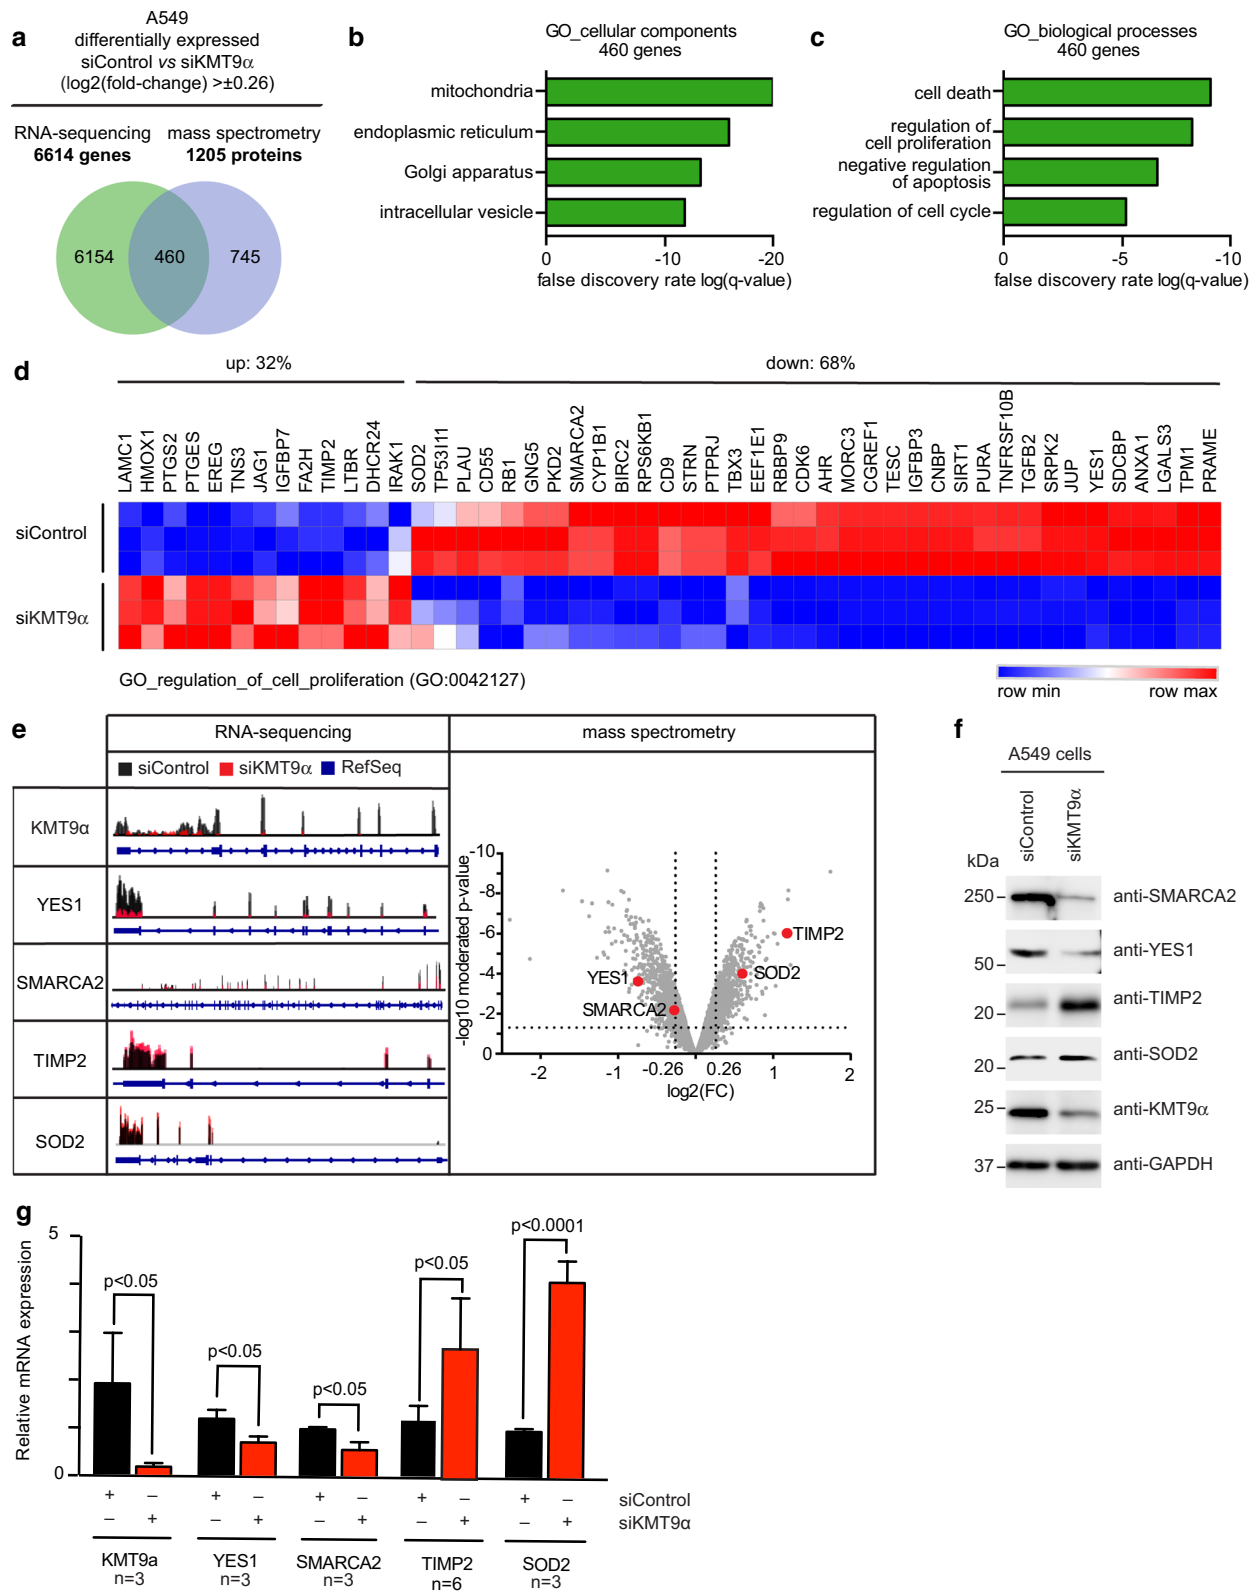 a
A549
differentially expressed
siControl vs siKMT9α
(log2(fold-change) >±0.26)
RNA-sequencing
6614 genes
mass spectrometry
1205 proteins
6154
460
745
b
GO_cellular components
460 genes
mitochondria
endoplasmic reticulum
Golgi apparatus
intracellular vesicle
0
-10
-20
false discovery rate log(q-value)
c
GO_biological processes
460 genes
cell death
regulation of
cell proliferation
negative regulation
of apoptosis
regulation of cell cycle
0
-5
-10
false discovery rate log(q-value)
d
up: 32%
down: 68%
LAMC1
HMOX1
PTGS2
PTGES
EREG
TNS3
JAG1
IGFBP7
FA2H
TIMP2
LTBR
DHCR24
IRAK1
SOD2
TP53I11
PLAU
CD55
RB1
GNG5
PKD2
SMARCA2
CYP1B1
BIRC2
RPS6KB1
CD9
STRN
PTPRJ
TBX3
EEF1E1
RBBP9
CDK6
AHR
MORC3
CGREF1
TESC
IGFBP3
CNBP
SIRT1
PURA
TNFRSF10B
TGFB2
SRPK2
JUP
YES1
SDCBP
ANXA1
LGALS3
TPM1
PRAME
siControl
siKMT9α
GO_regulation_of_cell_proliferation (GO:0042127)
row min
row max
e
RNA-sequencing
mass spectrometry
siControl
siKMT9α
RefSeq
KMT9α
YES1
SMARCA2
TIMP2
SOD2
-log10 moderated p-value
-10
-8
-6
-4
-2
0
TIMP2
SOD2
YES1
SMARCA2
-2
-1
-0.26
0.26
1
2
log2(FC)
f
A549 cells
siControl
siKMT9α
kDa
250
anti-SMARCA2
50
anti-YES1
20
anti-TIMP2
20
anti-SOD2
25
anti-KMT9α
37
anti-GAPDH
g
Relative mRNA expression
5
0
p<0.05
p<0.05
p<0.05
p<0.05
p<0.0001
+ – + – + – + – + – siControl
– + – + – + – + – + siKMT9α
KMT9a
n=3
YES1
n=3
SMARCA2
n=3
TIMP2
n=6
SOD2
n=3